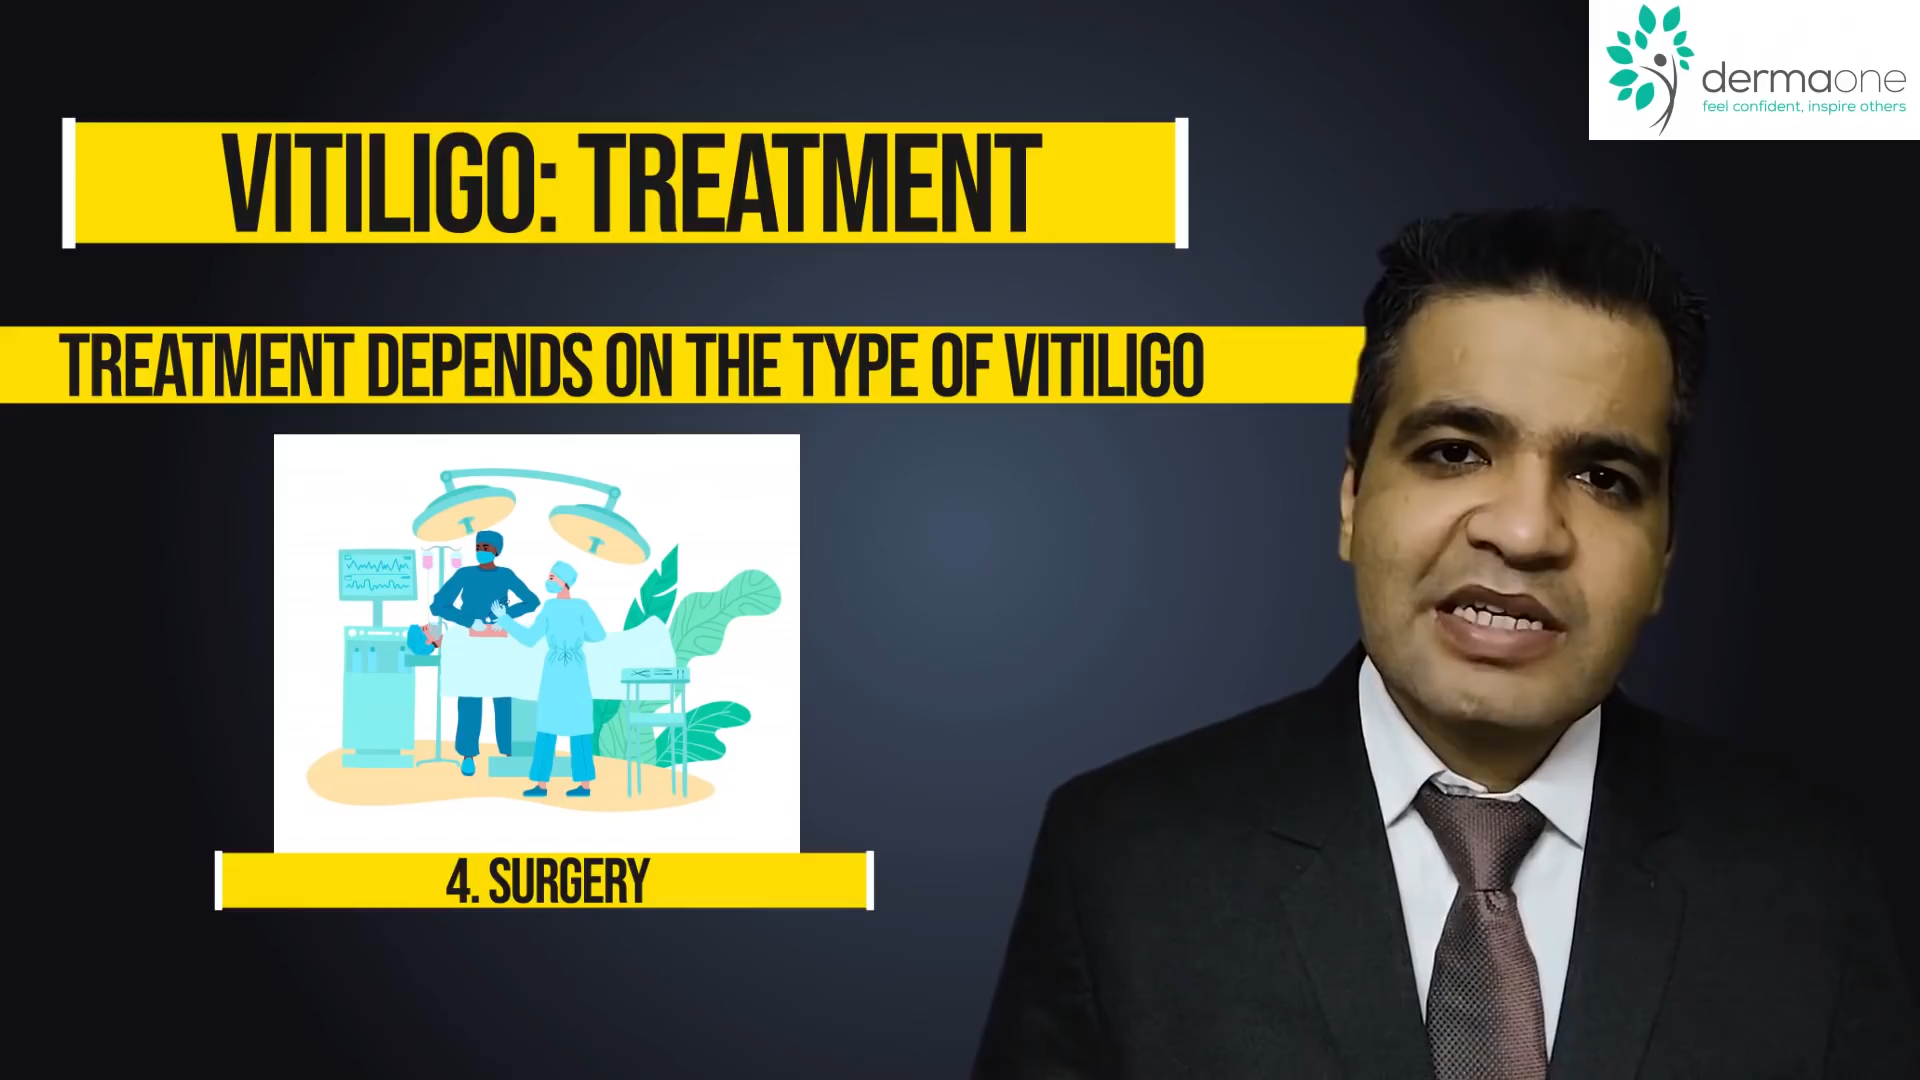 dermaone
feel confident, inspire others
VITILIGO: TREATMENT
TREATMENT DEPENDS ON THE TYPE OF VITILIGO
4. SURGERY